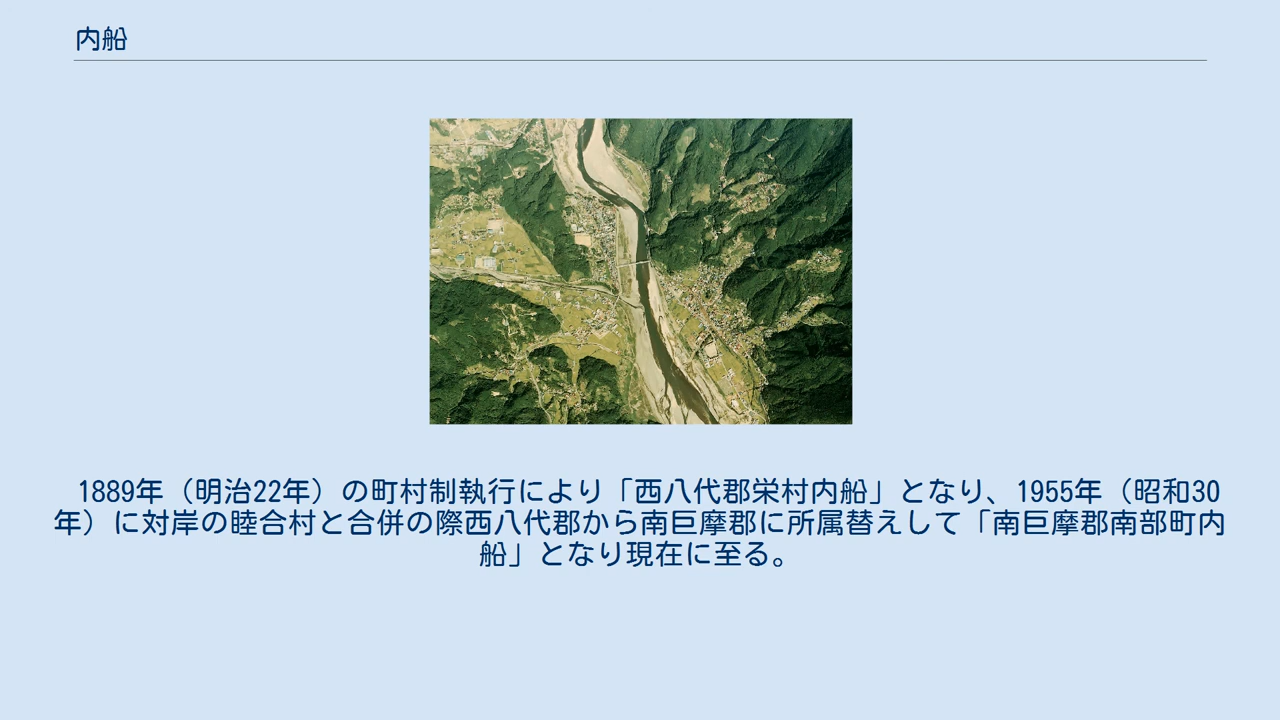 内船
1889年（明治22年）の町村制執行により「西八代郡栄村内船」となり、1955年（昭和30
年）に対岸の睦合村と合併の際西八代郡から南巨摩郡に所属替えして「南巨摩郡南部町内
船」となり現在に至る。